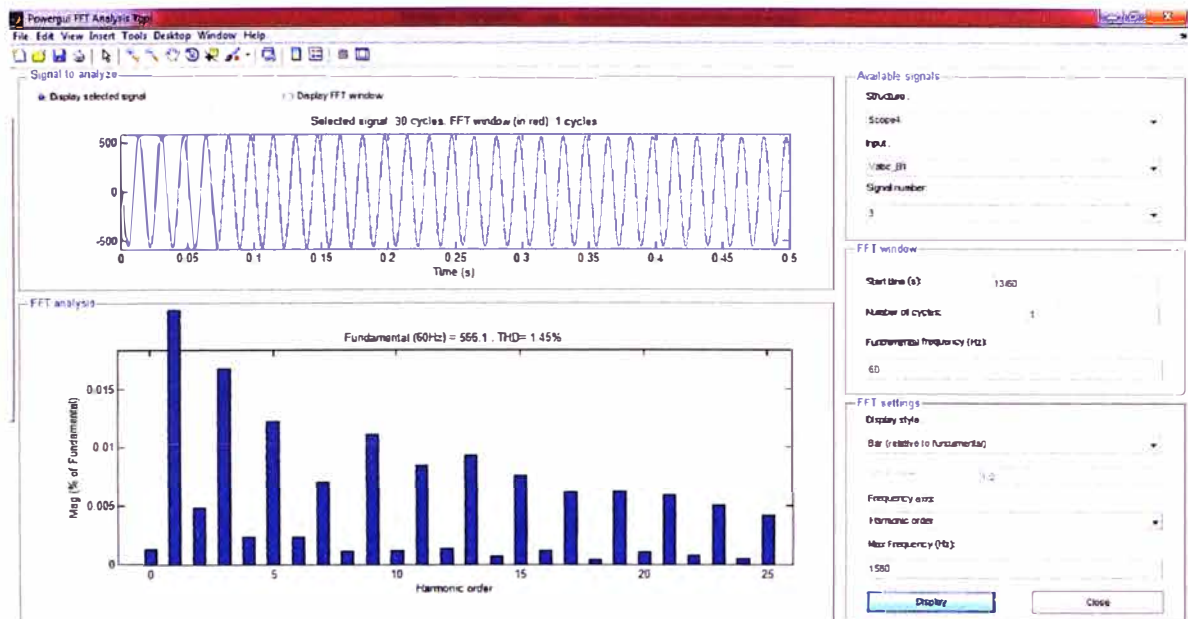 Powergui FFT Analysis Tool
File Edit View Insert Tools Desktop Window Help
Signal to analyze
Display selected signal
Display FFT window
Selected signal: 30 cycles. FFT window (in red): 1 cycles
500
0
-500
0 0.05 0.1 0.15 0.2 0.25 0.3 0.35 0.4 0.45 0.5
Time (s)
FFT analysis
Fundamental (60Hz) = 566.1 , THD= 1.45%
Mag (% of Fundamental)
0.015
0.01
0.005
0
0 5 10 15 20 25
Harmonic order
Available signals
Structure :
Scope4
Input :
Vabc_B1
Signal number:
3
FFT window
Start time (s):
Number of cycles:
1
Fundamental frequency (Hz):
60
FFT settings
Display style :
Bar (relative to fundamental)
1.0
Frequency axis:
Harmonic order
Max Frequency (Hz):
Display
Close